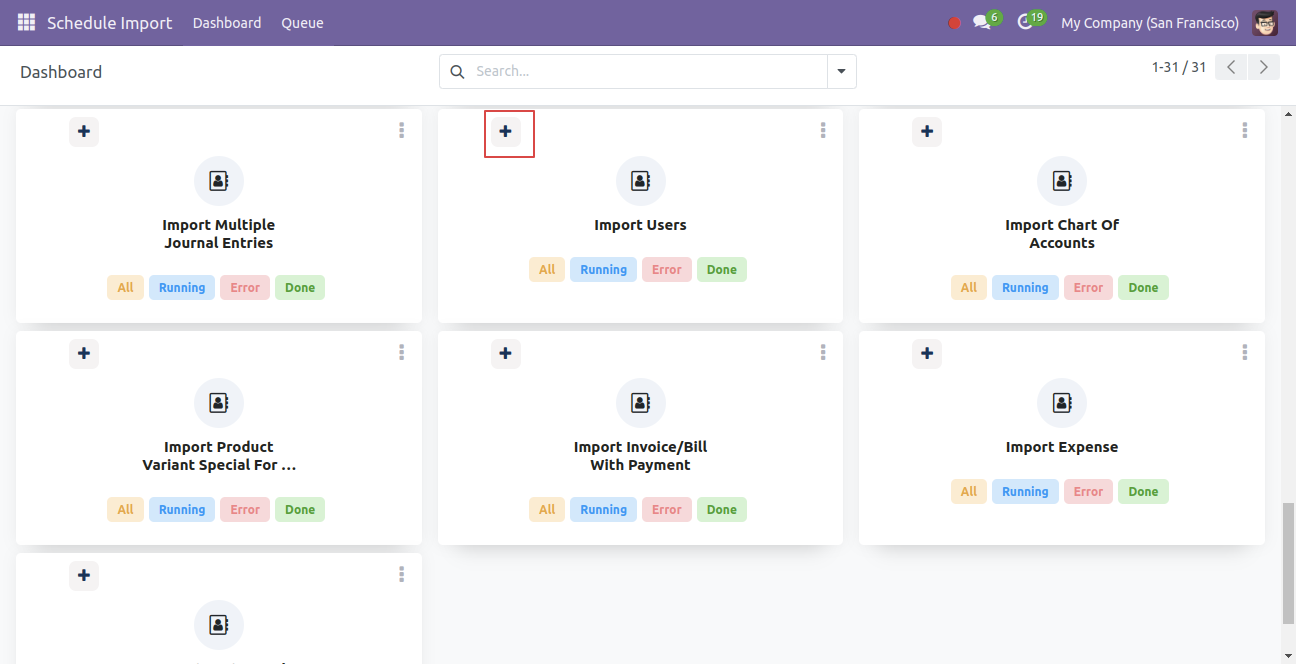 Schedule Import Dashboard Queue 6 19 My Company (San Francisco)
Dashboard Search... 1-31 / 31
Import Multiple
Journal Entries
All Running Error Done
Import Users
All Running Error Done
Import Chart Of
Accounts
All Running Error Done
Import Product
Variant Special For ...
All Running Error Done
Import Invoice/Bill
With Payment
All Running Error Done
Import Expense
All Running Error Done